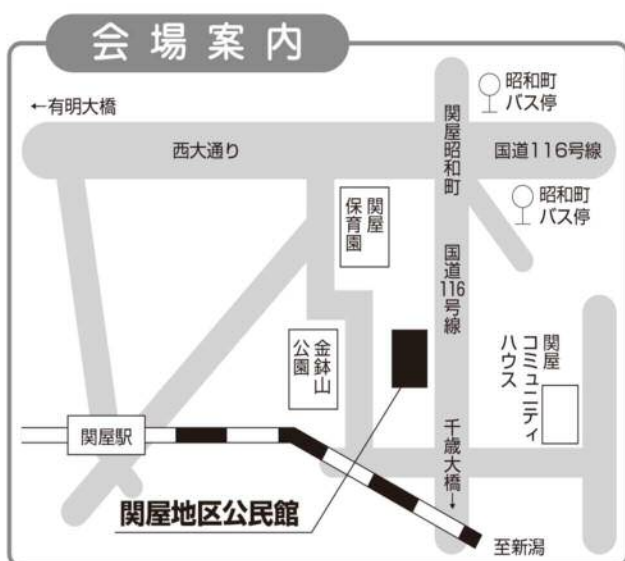 会場案内
←有明大橋
西大通り
関屋昭和町
国道116号線
昭和町
バス停
昭和町
バス停
関屋
保育園
国道116号線
金鉢山
公園
関屋
コミュニティ
ハウス
関屋駅
千歳大橋→
関屋地区公民館
至新潟